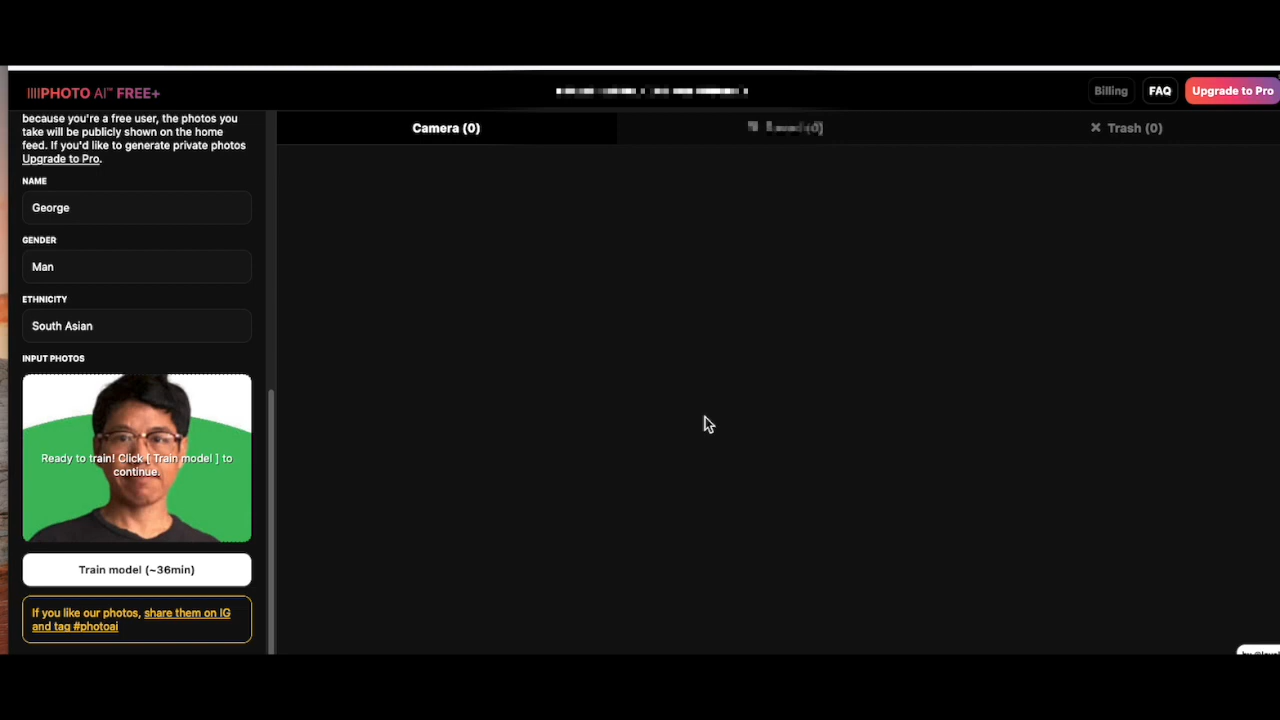 PHOTO AI™ FREE+
Billing
FAQ
Upgrade to Pro
because you're a free user, the photos you
take will be publicly shown on the home
feed. If you'd like to generate private photos
Upgrade to Pro.
NAME
George
GENDER
Man
ETHNICITY
South Asian
INPUT PHOTOS
Ready to train! Click [ Train model ] to
continue.
Train model (~36min)
If you like our photos, share them on IG
and tag #photoai
Camera (0)
(0)
✕ Trash (0)